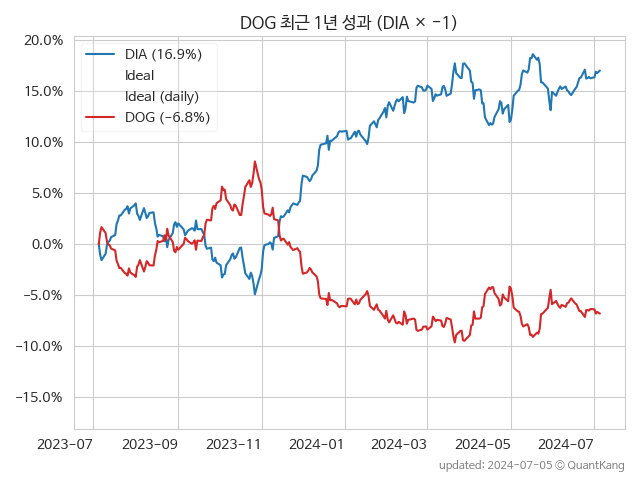 DOG 최근 1년 성과 (DIA × −1)
20.0%
15.0%
10.0%
5.0%
0.0%
−5.0%
−10.0%
−15.0%
DIA (16.9%)
Ideal
Ideal (daily)
DOG (−6.8%)
2023-07
2023-09
2023-11
2024-01
2024-03
2024-05
2024-07
updated: 2024-07-05 © QuantKang